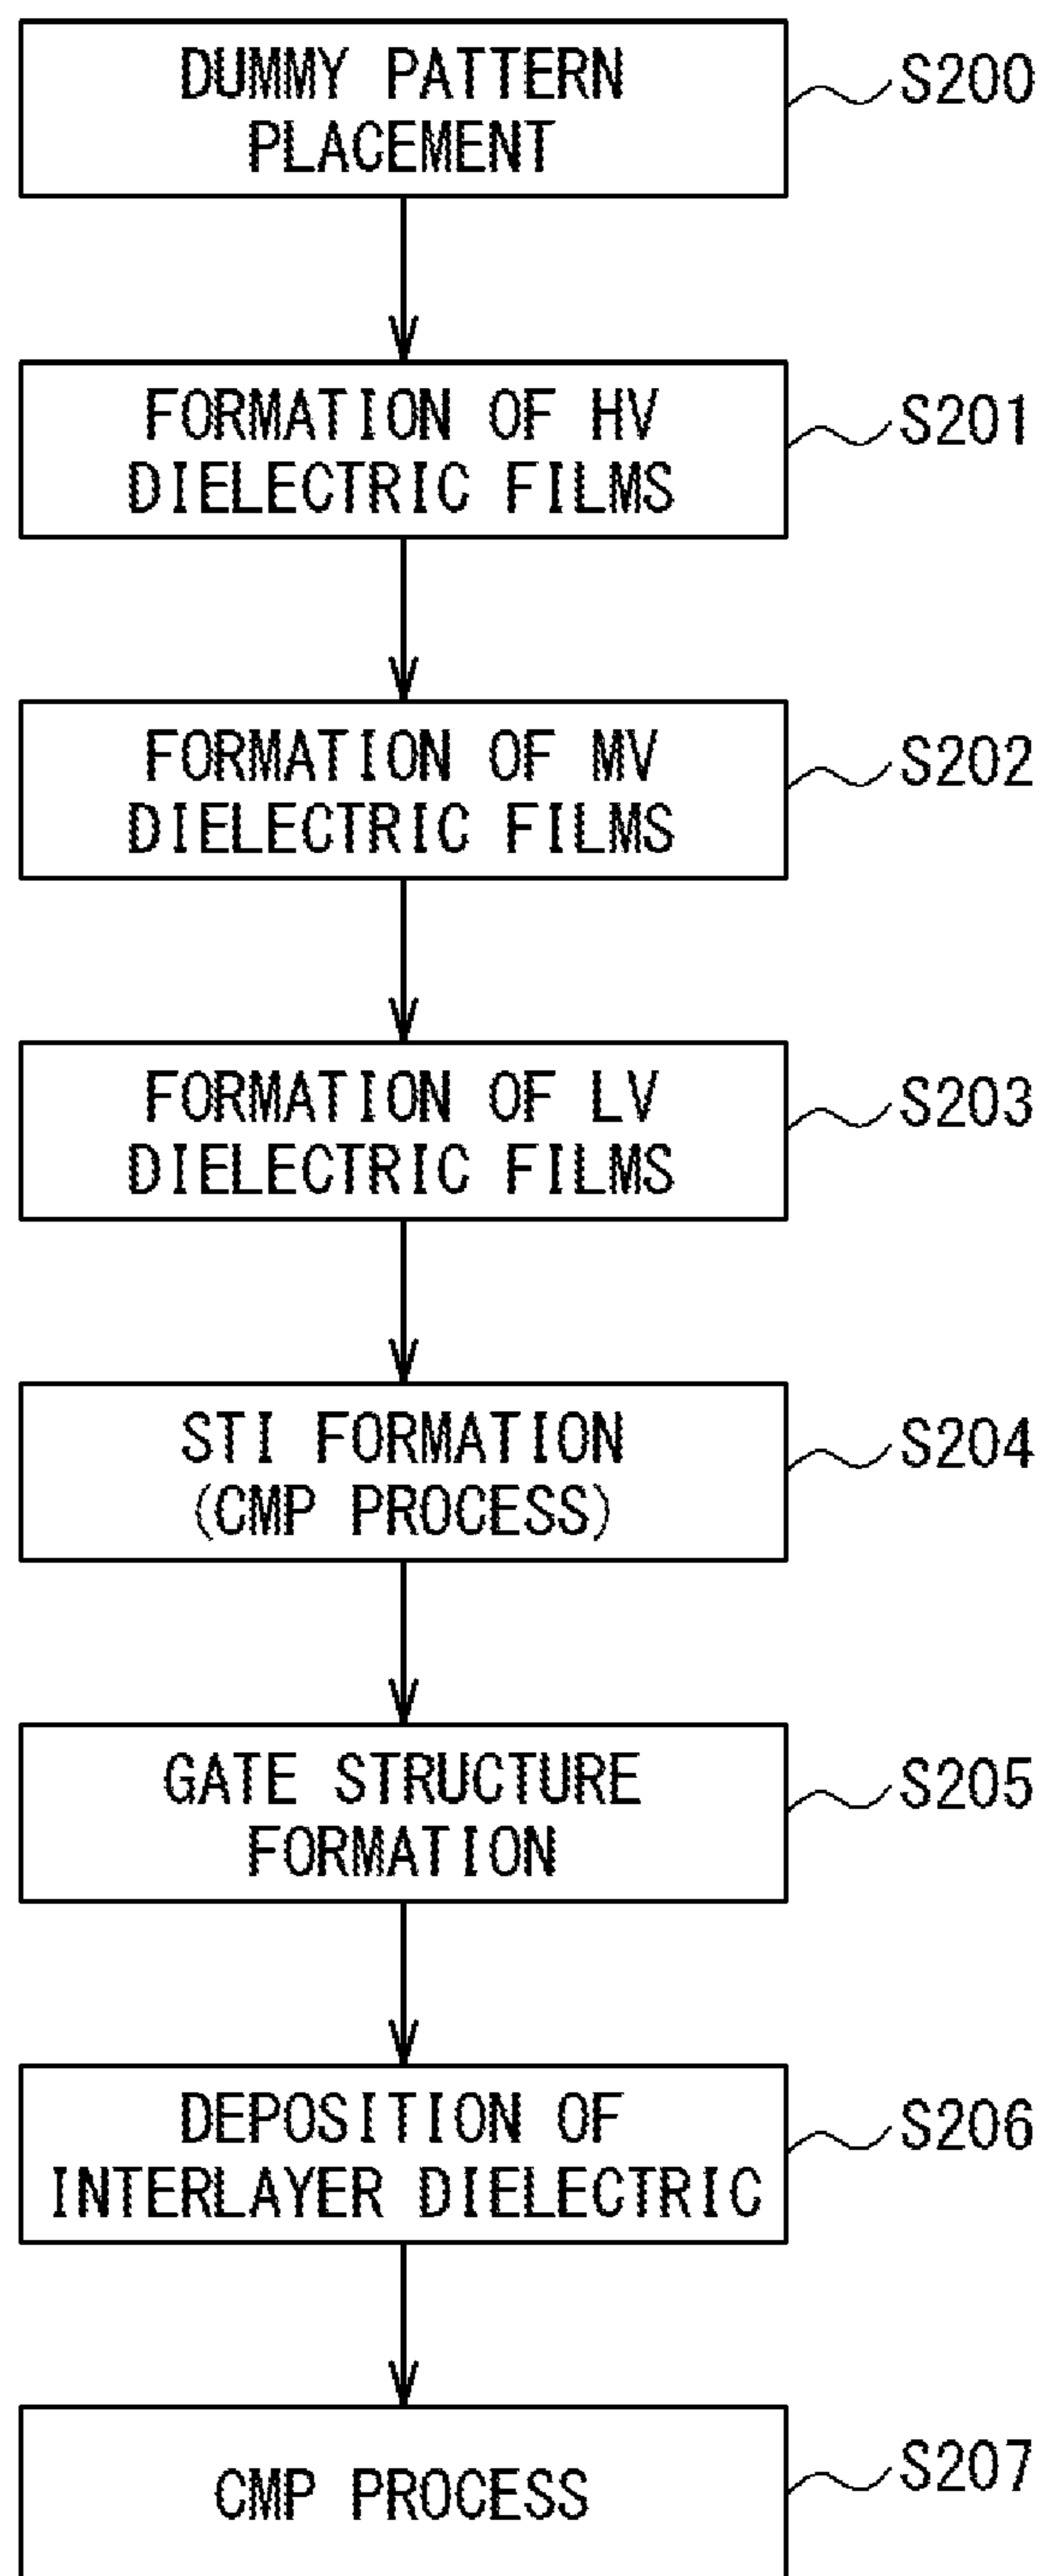 DUMMY PATTERN
PLACEMENT
S200
FORMATION OF HV
DIELECTRIC FILMS
S201
FORMATION OF MV
DIELECTRIC FILMS
S202
FORMATION OF LV
DIELECTRIC FILMS
S203
STI FORMATION
(CMP PROCESS)
S204
GATE STRUCTURE
FORMATION
S205
DEPOSITION OF
INTERLAYER DIELECTRIC
S206
CMP PROCESS
S207